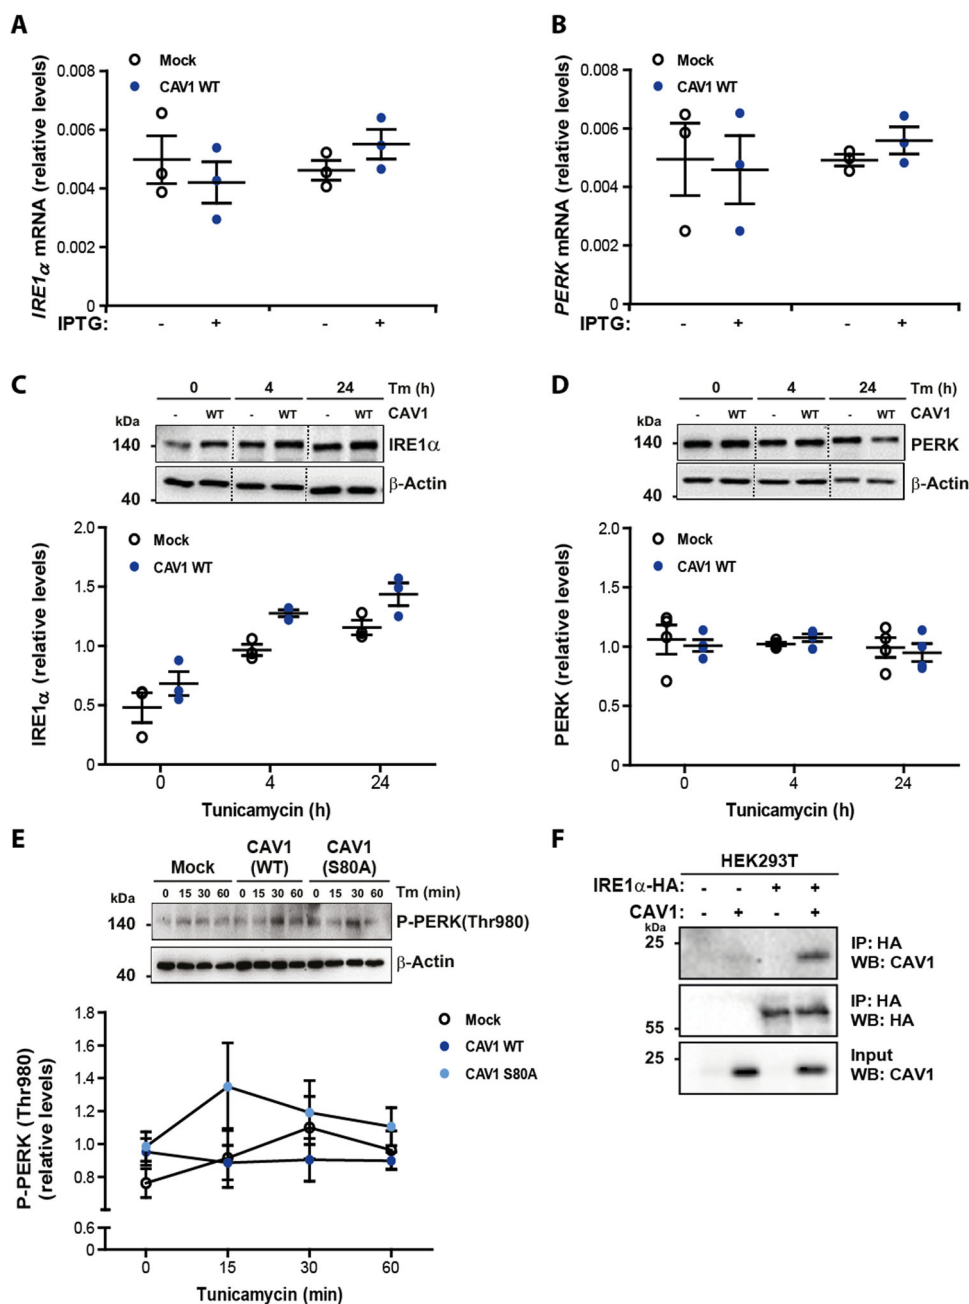 A
Mock
CAV1 WT
IRE1α mRNA (relative levels)
0.008
0.006
0.004
0.002
0
IPTG: - + - +
B
Mock
CAV1 WT
PERK mRNA (relative levels)
0.008
0.006
0.004
0.002
0
IPTG: - + - +
C
0 4 24 Tm (h)
- WT - WT - WT CAV1
kDa
140 IRE1α
40 β-Actin
Mock
CAV1 WT
IRE1α (relative levels)
2.0
1.5
1.0
0.5
0
0 4 24
Tunicamycin (h)
D
0 4 24 Tm (h)
- WT - WT - WT CAV1
kDa
140 PERK
40 β-Actin
Mock
CAV1 WT
PERK (relative levels)
2.0
1.5
1.0
0.5
0
0 4 24
Tunicamycin (h)
E
Mock CAV1 (WT) CAV1 (S80A)
0 15 30 60 0 15 30 60 0 15 30 60 Tm (min)
kDa
140 P-PERK(Thr980)
40 β-Actin
Mock
CAV1 WT
CAV1 S80A
P-PERK (Thr980)
(relative levels)
1.8
1.6
1.4
1.2
1.0
0.8
0.6
0
0 15 30 60
Tunicamycin (min)
F
HEK293T
IRE1α-HA: - - + +
CAV1: - + - +
kDa
25 IP: HA
WB: CAV1
55 IP: HA
WB: HA
25 Input
WB: CAV1